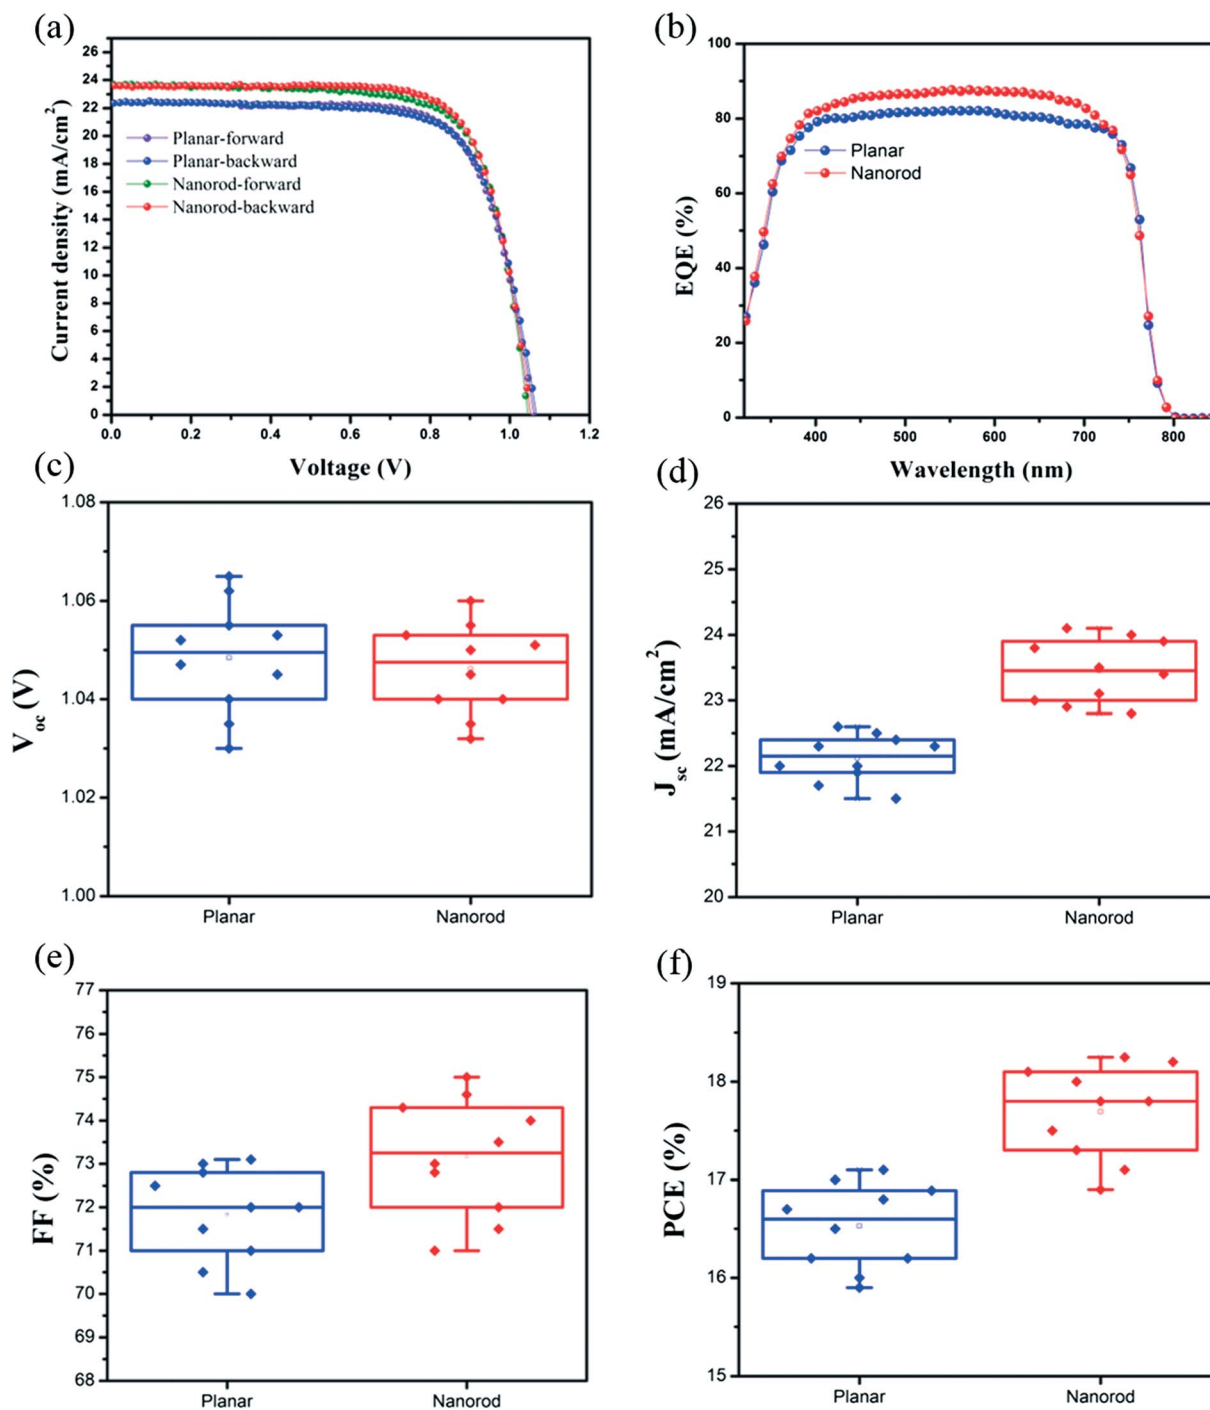 (a)
26
24
22
20
18
16
14
12
10
8
6
4
2
0
Current density (mA/cm²)
Planar-forward
Planar-backward
Nanorod-forward
Nanorod-backward
0.0 0.2 0.4 0.6 0.8 1.0 1.2
Voltage (V)
(b)
100
80
60
40
20
0
EQE (%)
Planar
Nanorod
400 500 600 700 800
Wavelength (nm)
(c)
1.08
1.06
1.04
1.02
1.00
Voc (V)
Planar Nanorod
(d)
26
25
24
23
22
21
20
Jsc (mA/cm²)
Planar Nanorod
(e)
77
76
75
74
73
72
71
70
69
68
FF (%)
Planar Nanorod
(f)
19
18
17
16
15
PCE (%)
Planar Nanorod